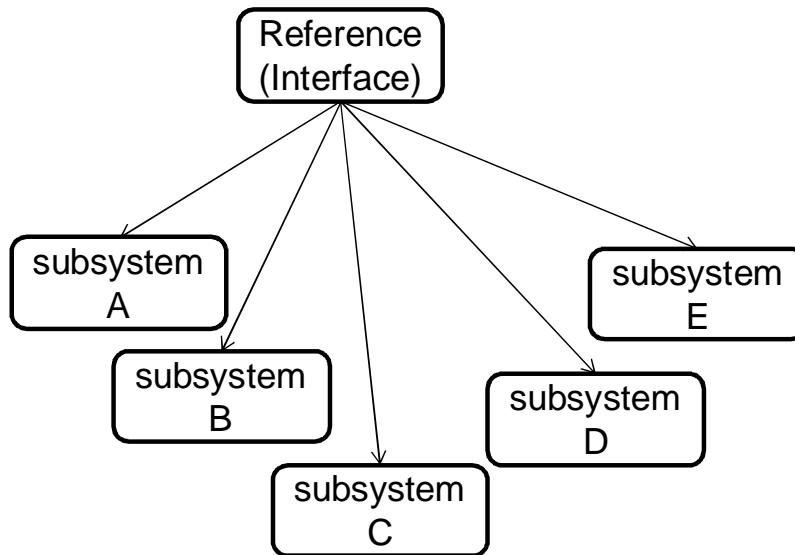 Reference
(Interface)
subsystem
A
subsystem
B
subsystem
C
subsystem
D
subsystem
E